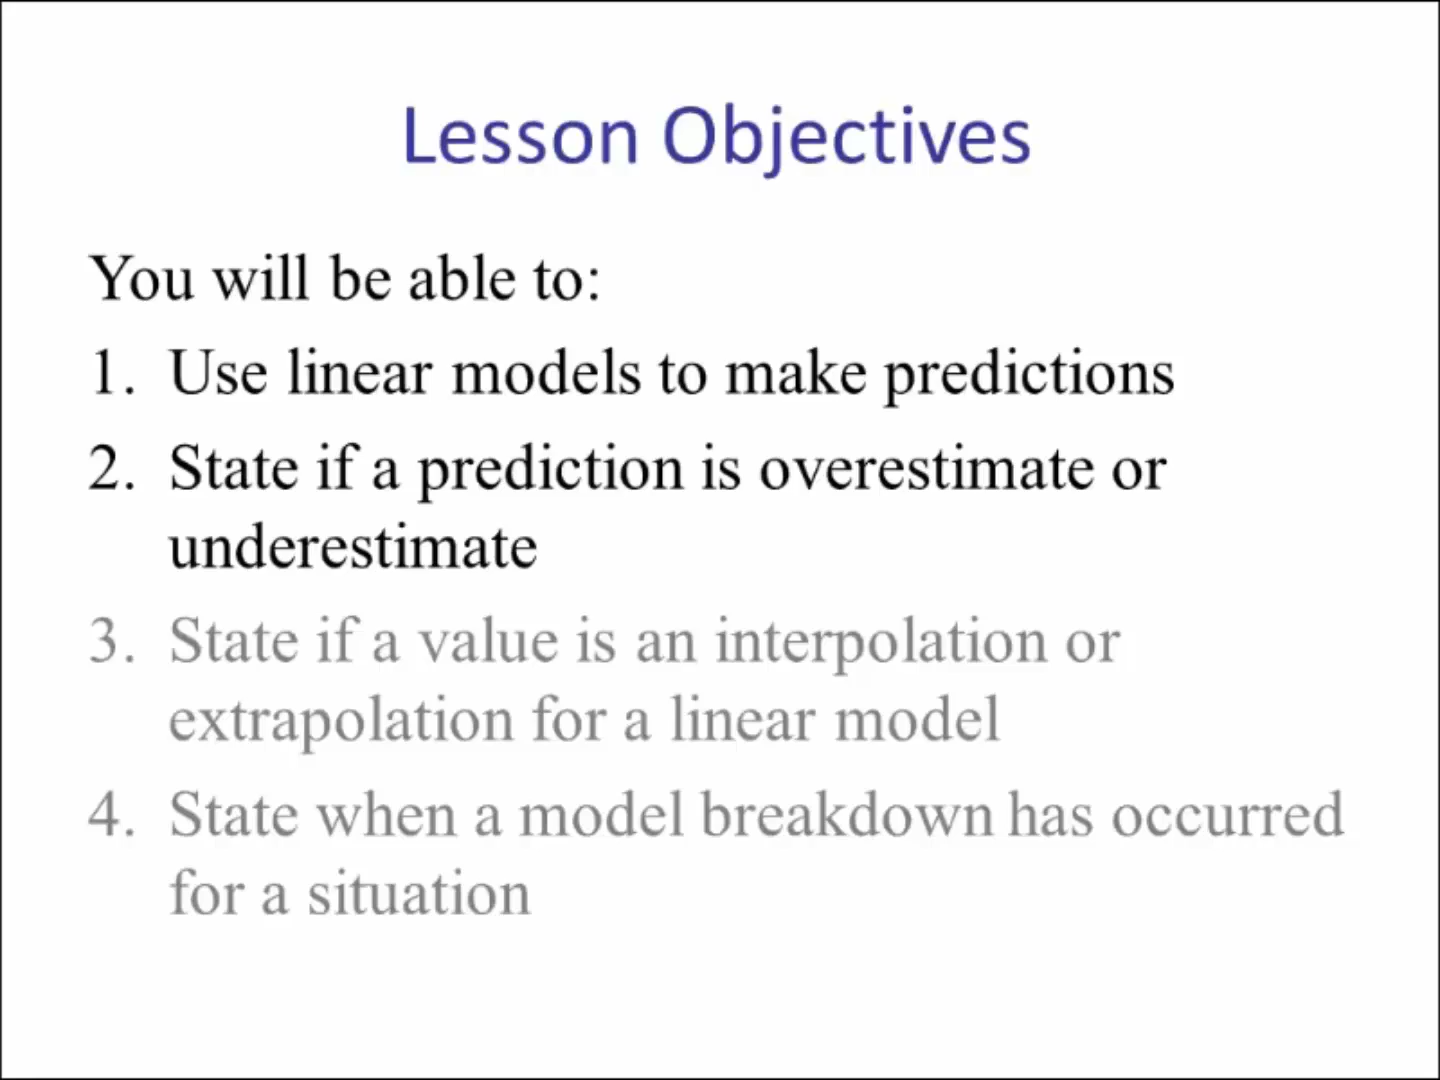 Lesson Objectives
You will be able to:
1. Use linear models to make predictions
2. State if a prediction is overestimate or
underestimate
3. State if a value is an interpolation or
extrapolation for a linear model
4. State when a model breakdown has occurred
for a situation